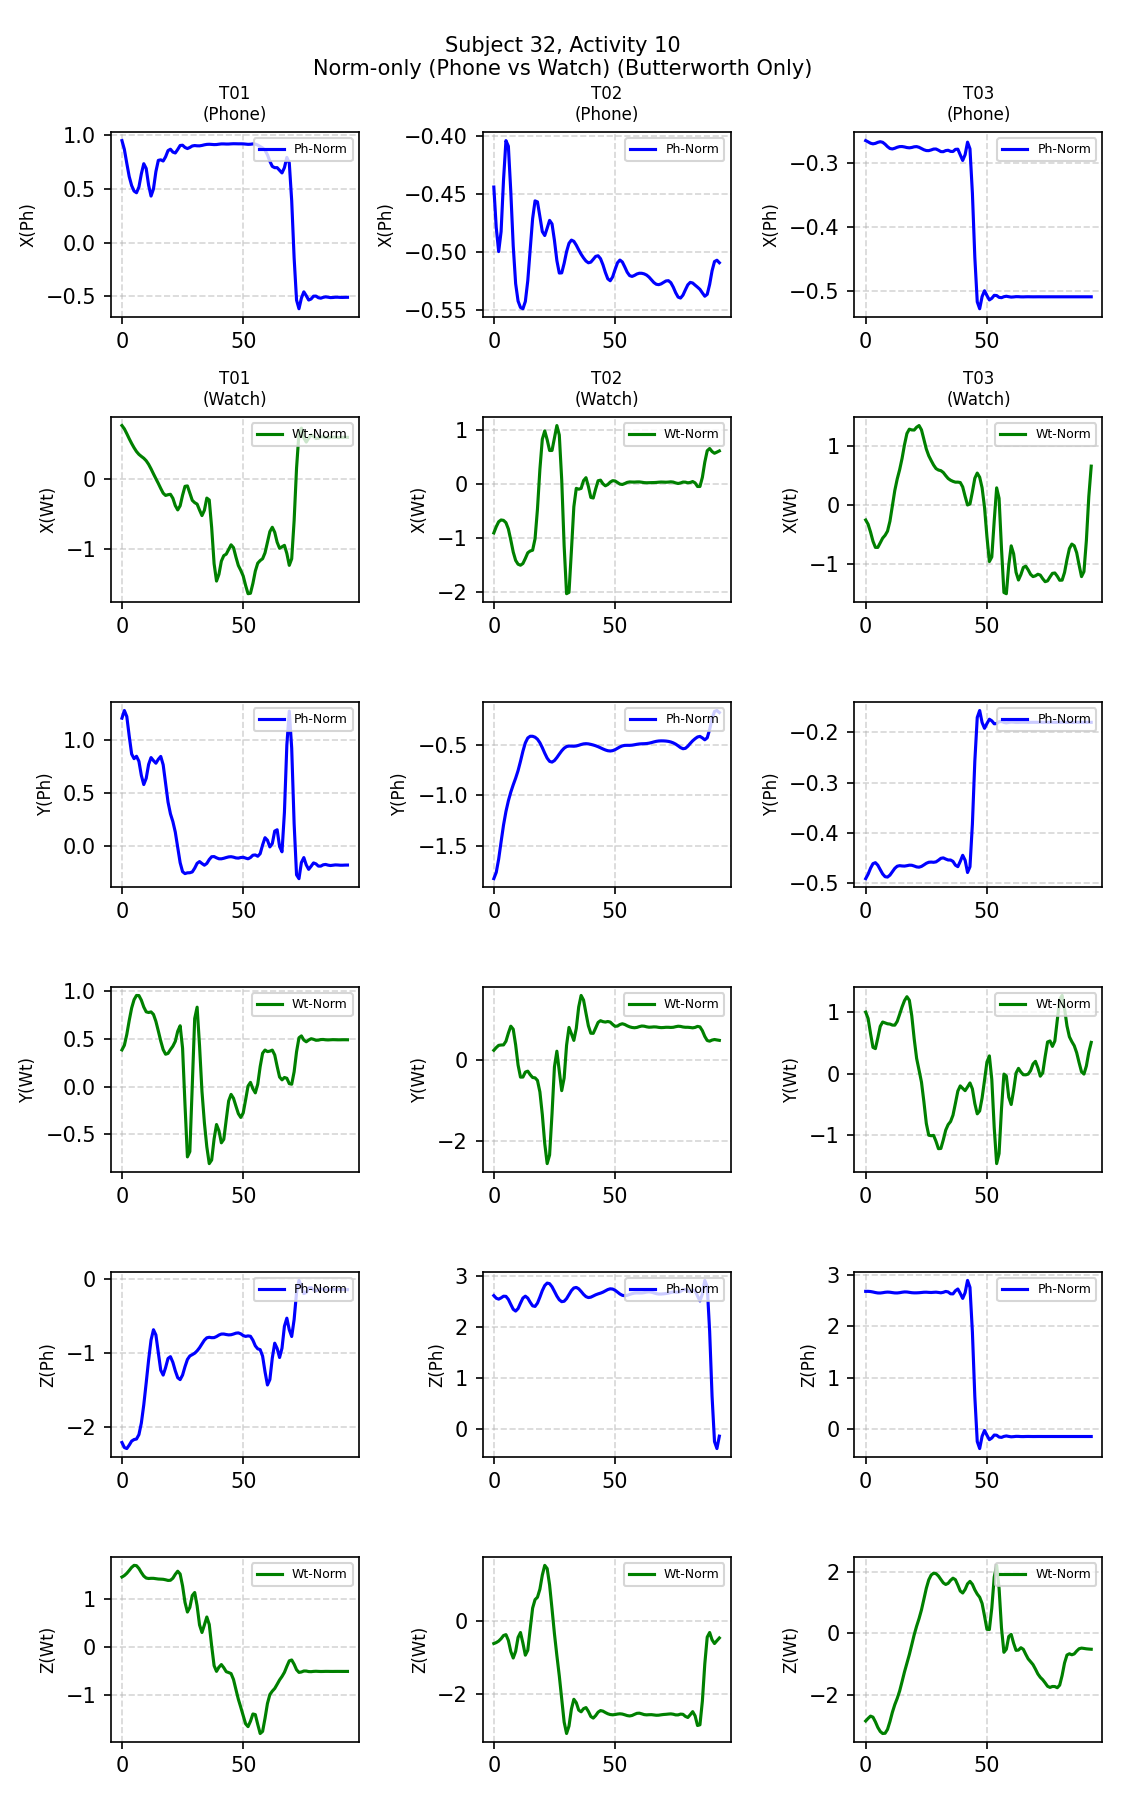 Subject 32, Activity 10
Norm-only (Phone vs Watch) (Butterworth Only)
T01
(Phone)
T02
(Phone)
T03
(Phone)
X(Ph)
1.0
0.5
0.0
−0.5
0
50
Ph-Norm
X(Ph)
−0.40
−0.45
−0.50
−0.55
0
50
Ph-Norm
X(Ph)
−0.3
−0.4
−0.5
0
50
Ph-Norm
T01
(Watch)
T02
(Watch)
T03
(Watch)
X(Wt)
0
−1
0
50
Wt-Norm
X(Wt)
1
0
−1
−2
0
50
Wt-Norm
X(Wt)
1
0
−1
0
50
Wt-Norm
Y(Ph)
1.0
0.5
0.0
0
50
Ph-Norm
Y(Ph)
−0.5
−1.0
−1.5
0
50
Ph-Norm
Y(Ph)
−0.2
−0.3
−0.4
−0.5
0
50
Ph-Norm
Y(Wt)
1.0
0.5
0.0
−0.5
0
50
Wt-Norm
Y(Wt)
0
−2
0
50
Wt-Norm
Y(Wt)
1
0
−1
0
50
Wt-Norm
Z(Ph)
0
−1
−2
0
50
Ph-Norm
Z(Ph)
3
2
1
0
0
50
Ph-Norm
Z(Ph)
3
2
1
0
0
50
Ph-Norm
Z(Wt)
1
0
−1
0
50
Wt-Norm
Z(Wt)
0
−2
0
50
Wt-Norm
Z(Wt)
2
0
−2
0
50
Wt-Norm